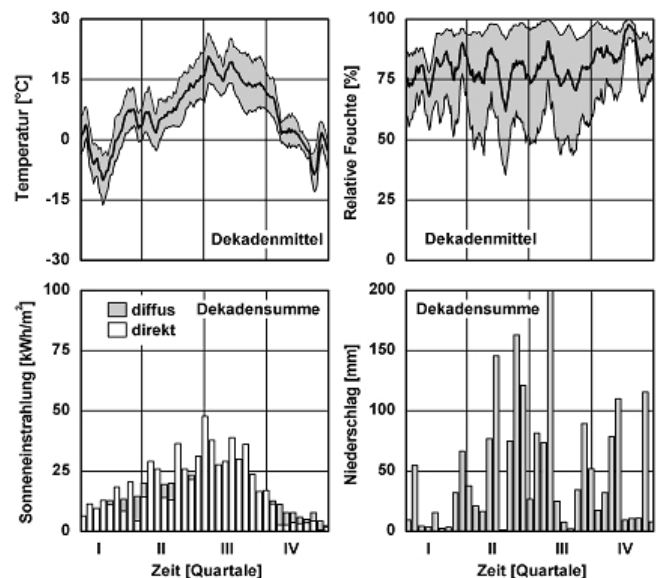 Temperatur [°C]
30
15
0
-15
-30
Dekadenmittel
Relative Feuchte [%]
100
75
50
25
0
Dekadenmittel
Sonneneinstrahlung [kWh/m²]
100
75
50
25
0
diffus
direkt
Dekadensumme
I II III IV
Zeit [Quartale]
Niederschlag [mm]
200
150
100
50
0
Dekadensumme
I II III IV
Zeit [Quartale]